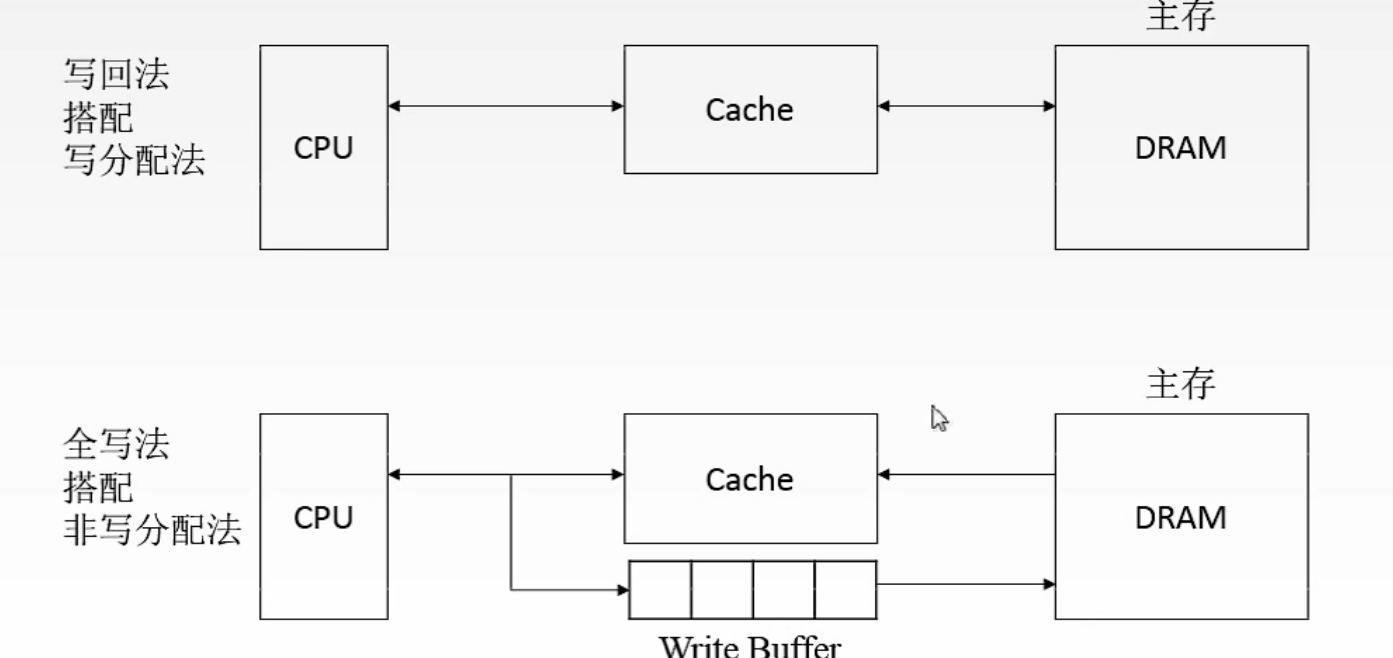 主存
写回法
搭配
写分配法
CPU
Cache
DRAM
主存
全写法
搭配
非写分配法
CPU
Cache
DRAM
Write Buffer